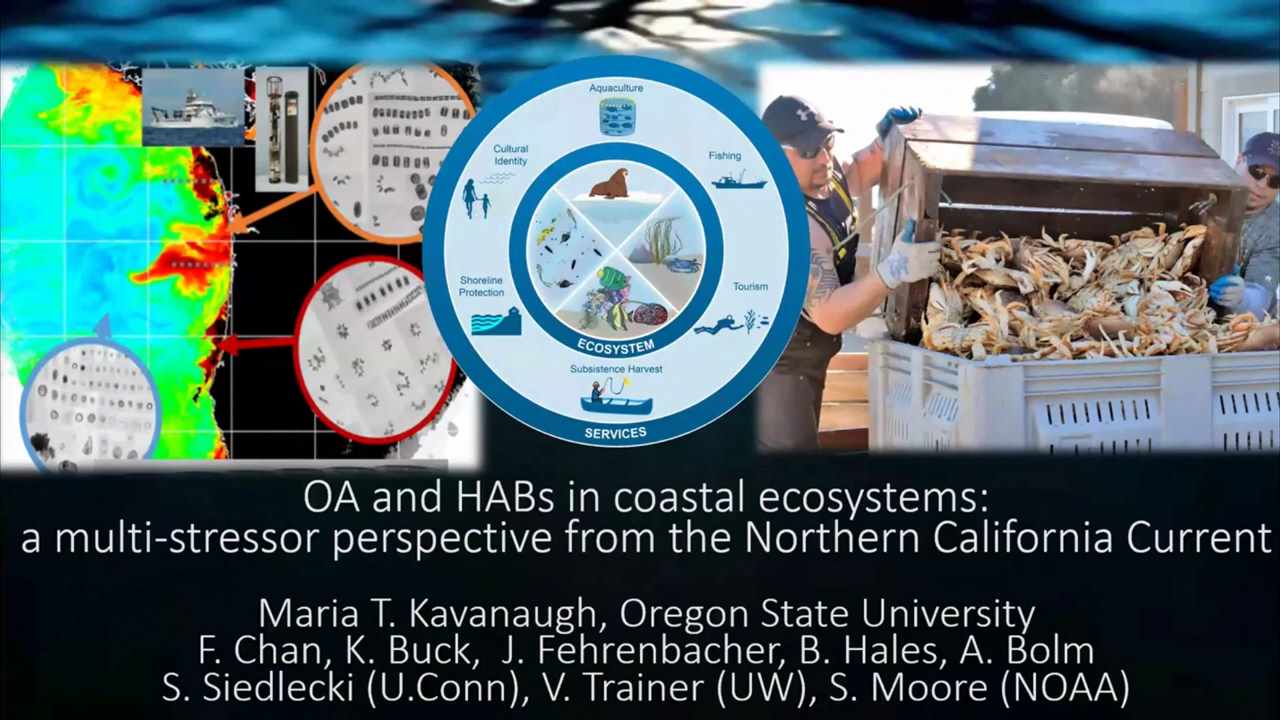 Aquaculture
Cultural
Identity
Fishing
Shoreline
Protection
Tourism
ECOSYSTEM
Subsistence Harvest
SERVICES
OA and HABs in coastal ecosystems:
a multi-stressor perspective from the Northern California Current
Maria T. Kavanaugh, Oregon State University
F. Chan, K. Buck, J. Fehrenbacher, B. Hales, A. Bolm
S. Siedlecki (U.Conn), V. Trainer (UW), S. Moore (NOAA)